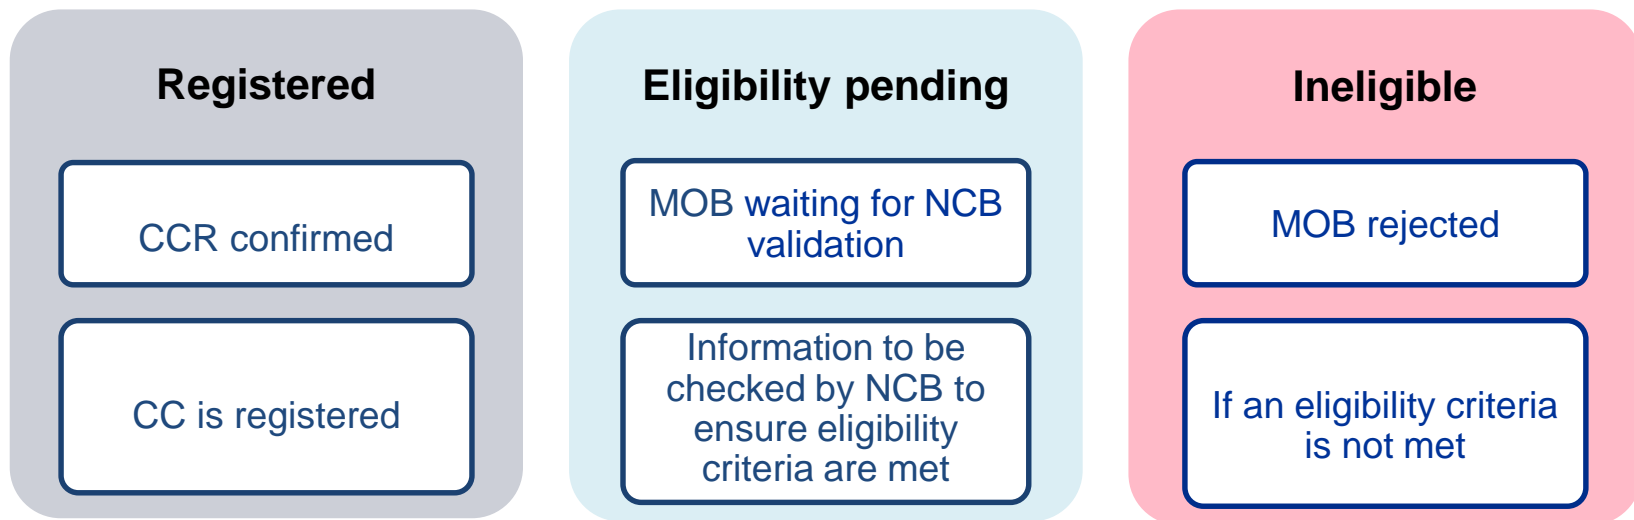 Registered
CCR confirmed
CC is registered
Eligibility pending
MOB waiting for NCB
validation
Information to be
checked by NCB to
ensure eligibility
criteria are met
Ineligible
MOB rejected
If an eligibility criteria
is not met